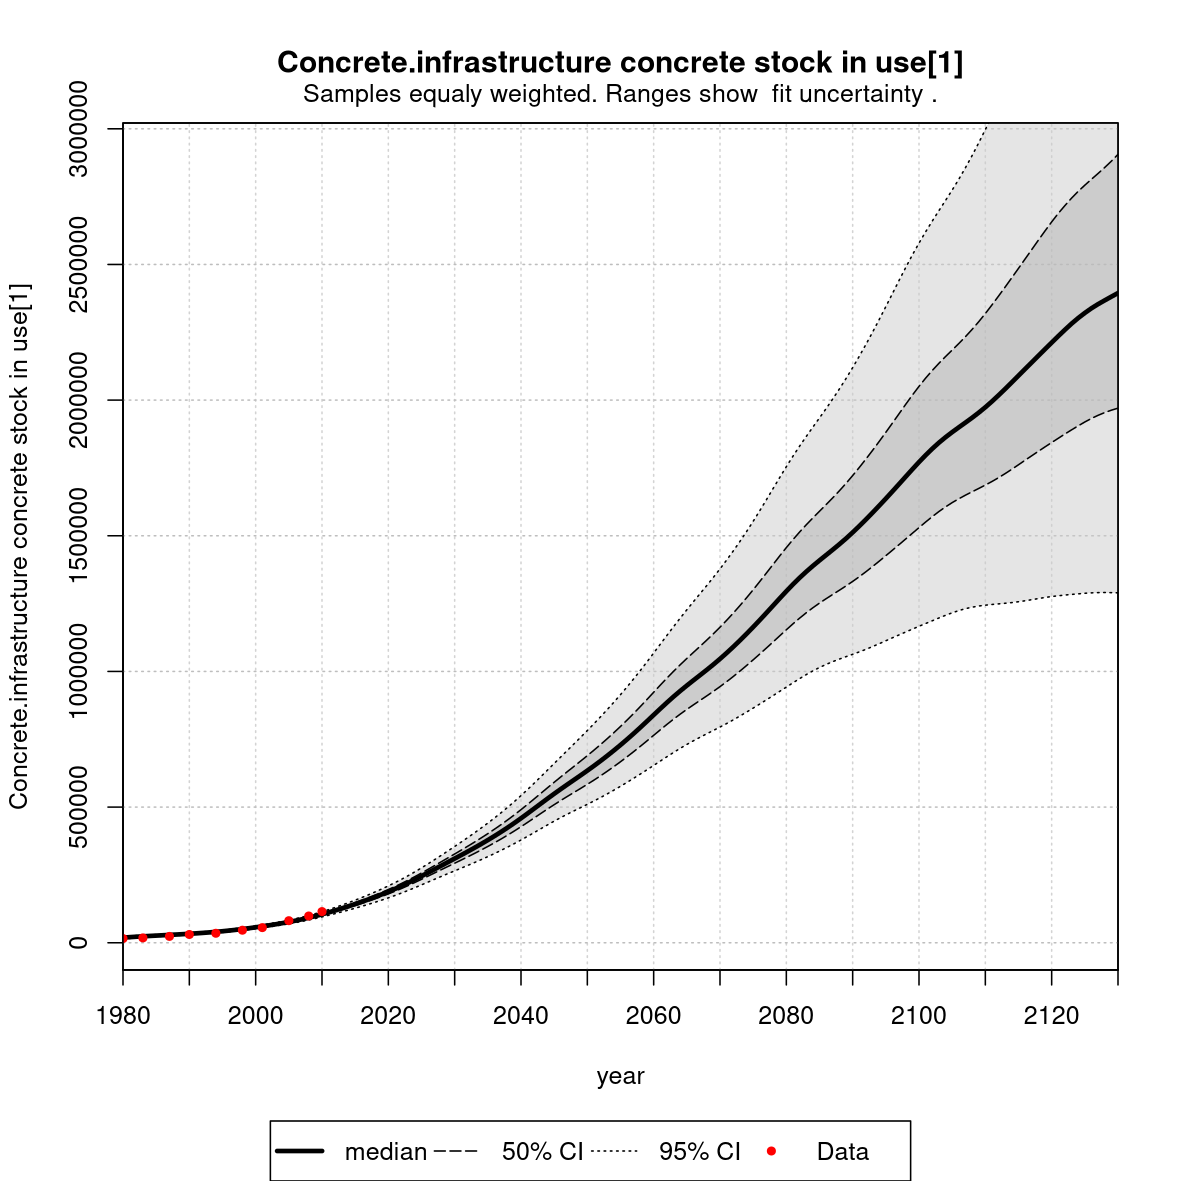 Concrete.infrastructure concrete stock in use[1]
Samples equaly weighted. Ranges show  fit uncertainty .
Concrete.infrastructure concrete stock in use[1]
3000000
2500000
2000000
1500000
1000000
500000
0
1980 2000 2020 2040 2060 2080 2100 2120
year
median 50% CI 95% CI Data